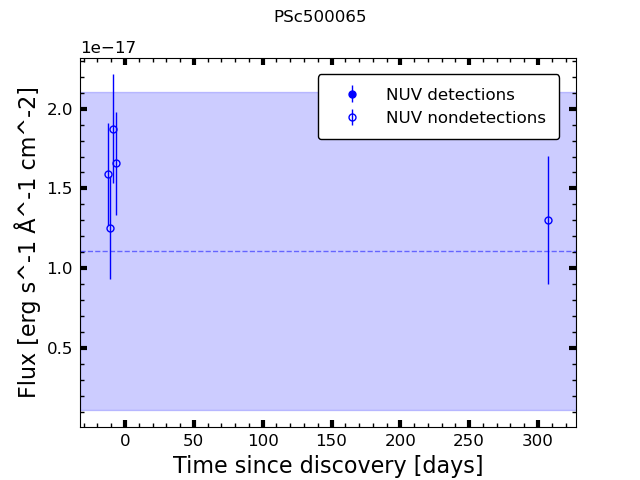 PSc500065
1e−17
NUV detections
NUV nondetections
2.0
1.5
1.0
0.5
Flux [erg s^-1 Å^-1 cm^-2]
0 50 100 150 200 250 300
Time since discovery [days]